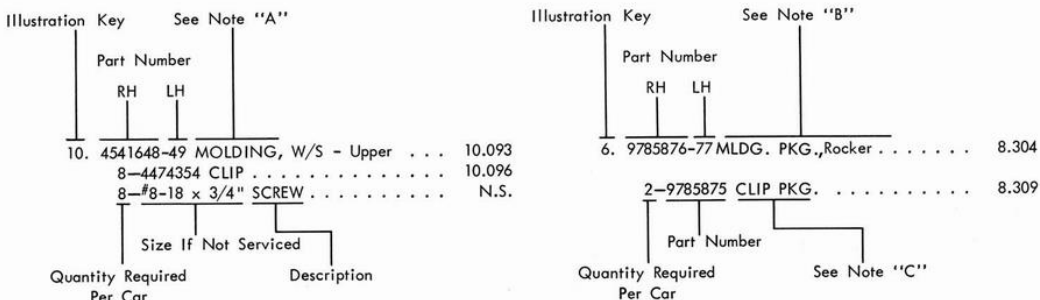 Illustration Key See Note "A"
Part Number
RH LH
10. 4541648-49 MOLDING, W/S - Upper . . . 10.093
8—4474354 CLIP . . . . . . . . . . . . . 10.096
8—#8-18 x 3/4" SCREW . . . . . . . . . . N.S.
Size If Not Serviced
Quantity Required
Per Car
Description
Illustration Key See Note "B"
Part Number
RH LH
6. 9785876-77 MLDG. PKG.,Rocker . . . . . . . 8.304
2—9785875 CLIP PKG. . . . . . . . . . . 8.309
Part Number
Quantity Required
Per Car
See Note "C"